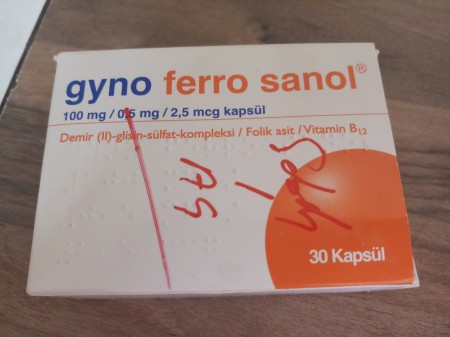 gyno ferro sanol®
100 mg / 0,5 mg / 2,5 mcg kapsül
Demir (II)-glisin-sülfat-kompleksi / Folik asit / Vitamin B12
30 Kapsül